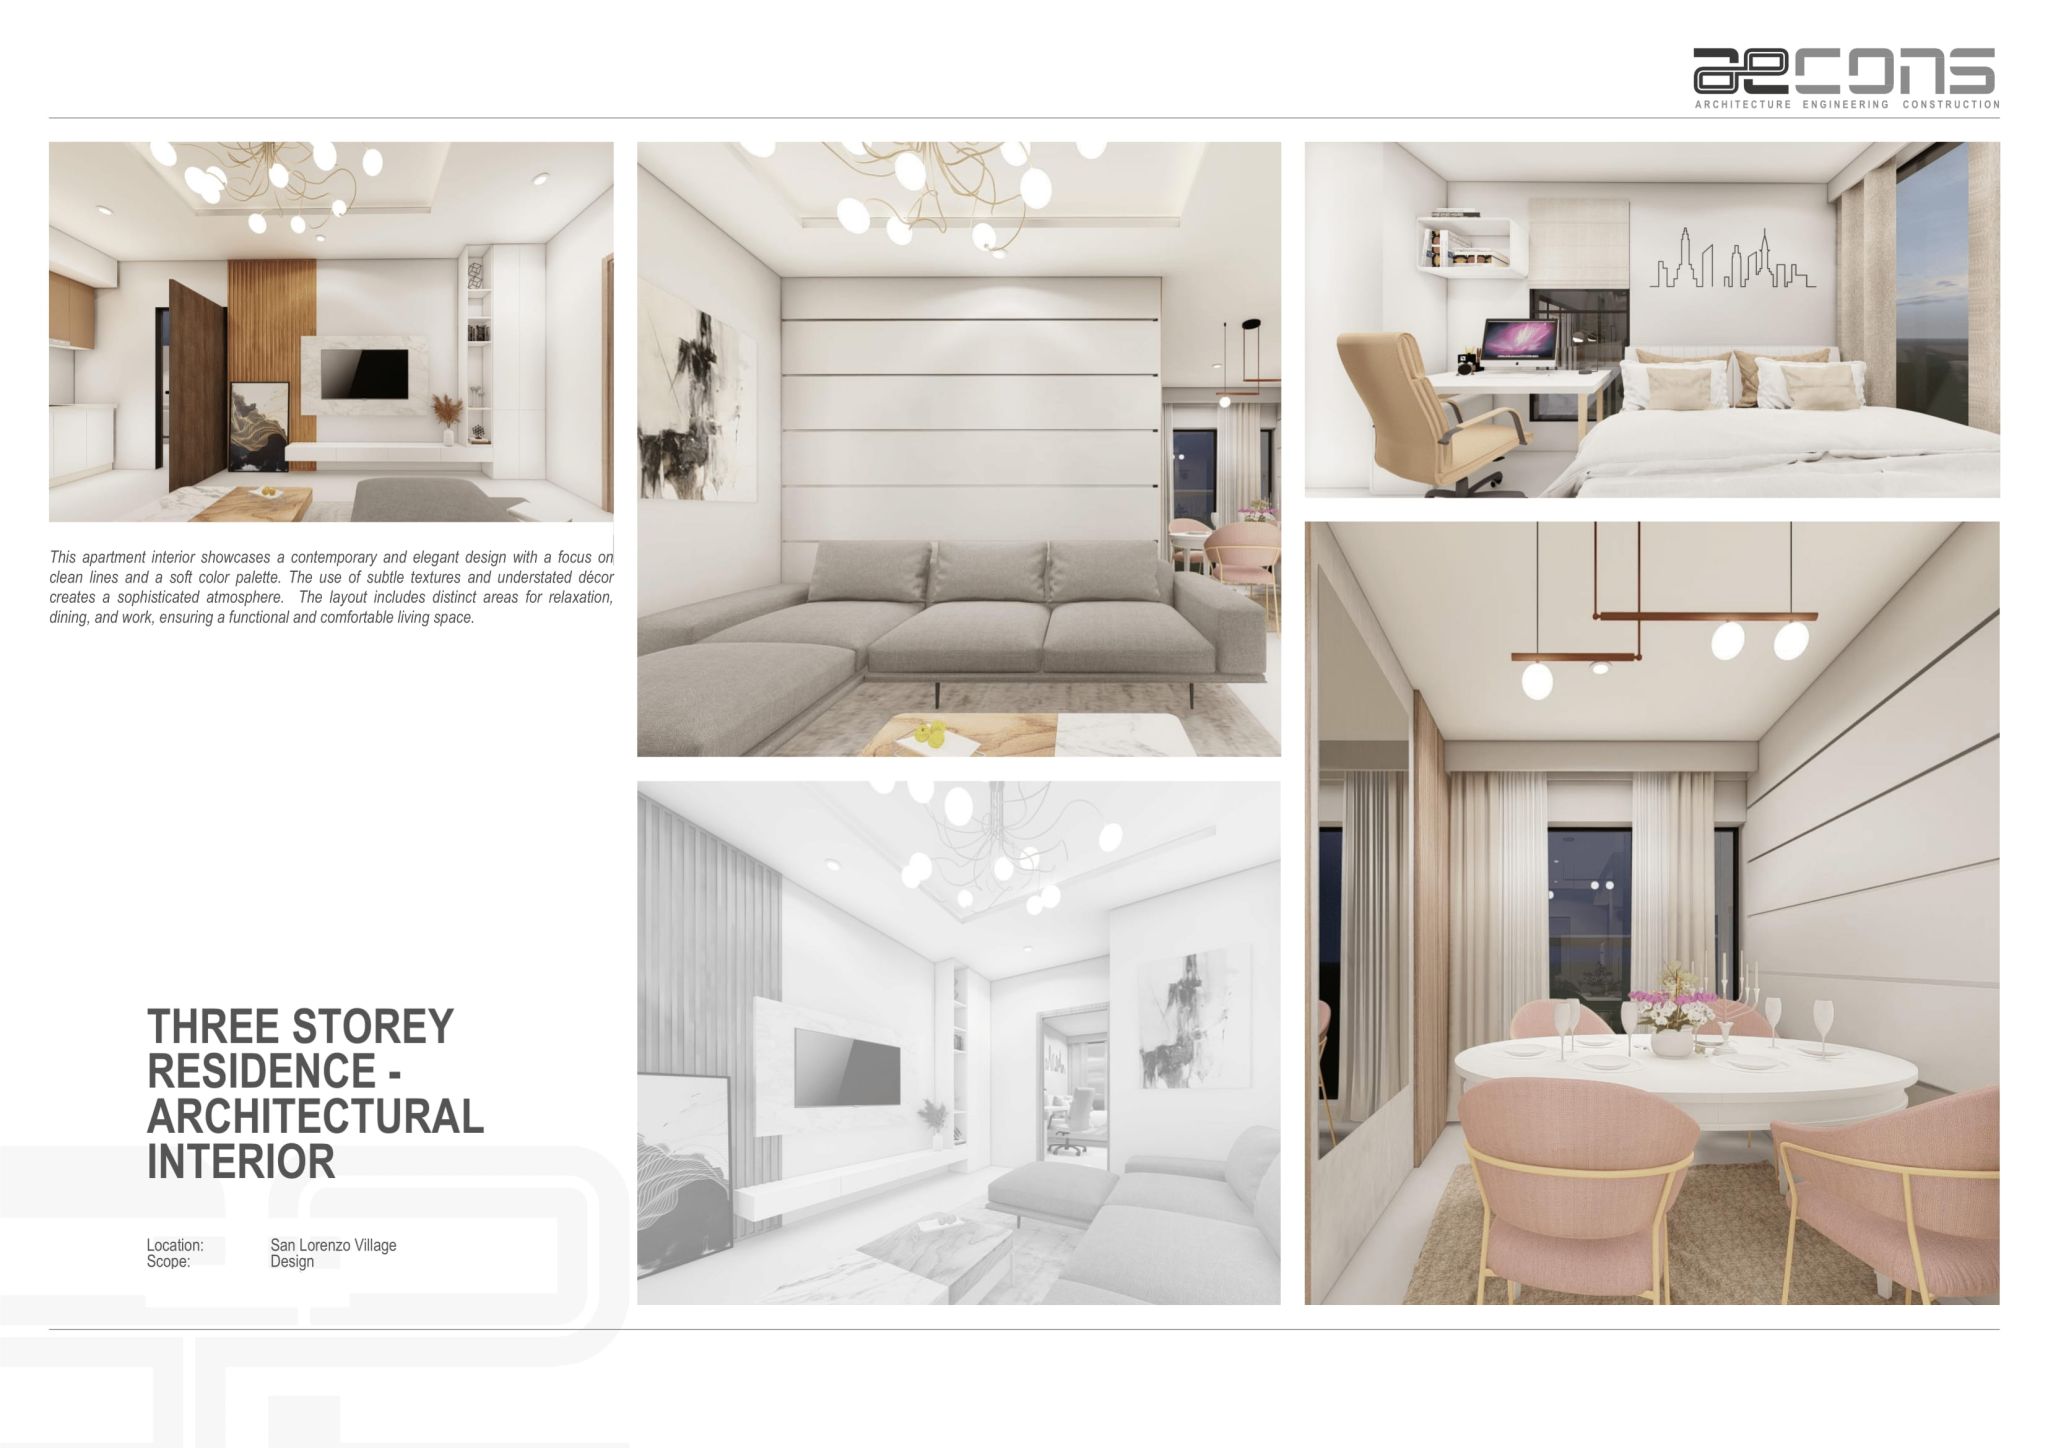 aecons
ARCHITECTURE ENGINEERING CONSTRUCTION
This apartment interior showcases a contemporary and elegant design with a focus on
clean lines and a soft color palette. The use of subtle textures and understated décor
creates a sophisticated atmosphere. The layout includes distinct areas for relaxation,
dining, and work, ensuring a functional and comfortable living space.
THREE STOREY
RESIDENCE -
ARCHITECTURAL
INTERIOR
Location: San Lorenzo Village
Scope: Design